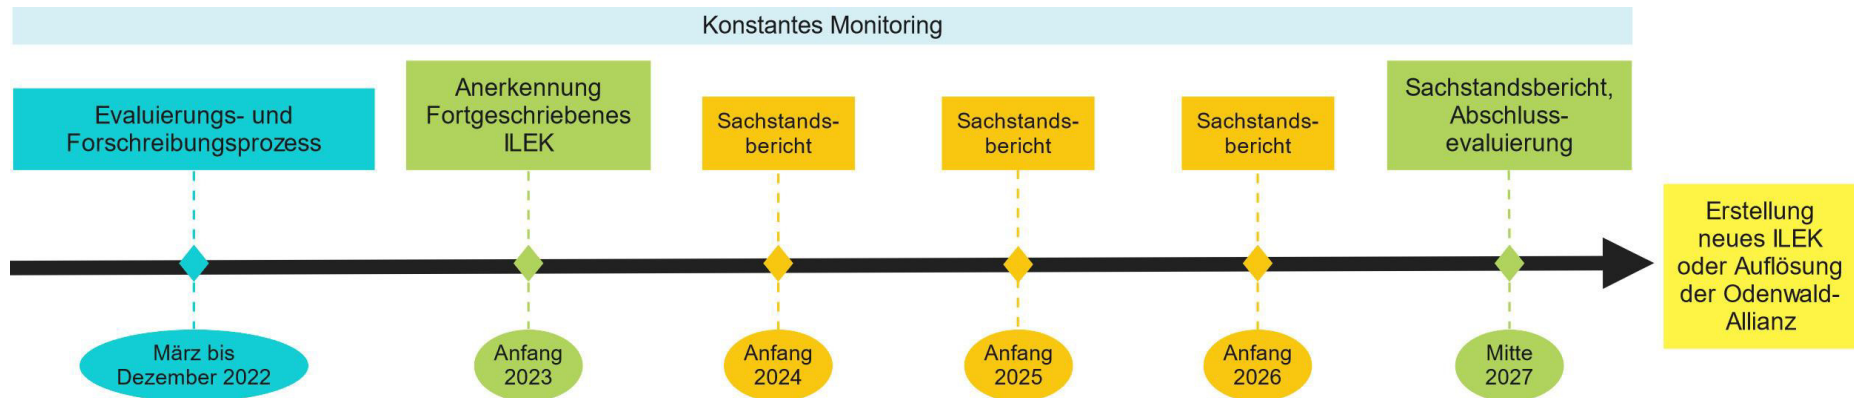 Konstantes Monitoring
Evaluierungs- und
Forschreibungsprozess
Anerkennung
Fortgeschriebenes
ILEK
Sachstands-
bericht
Sachstands-
bericht
Sachstands-
bericht
Sachstandsbericht,
Abschluss-
evaluierung
Erstellung
neues ILEK
oder Auflösung
der Odenwald-
Allianz
März bis
Dezember 2022
Anfang
2023
Anfang
2024
Anfang
2025
Anfang
2026
Mitte
2027